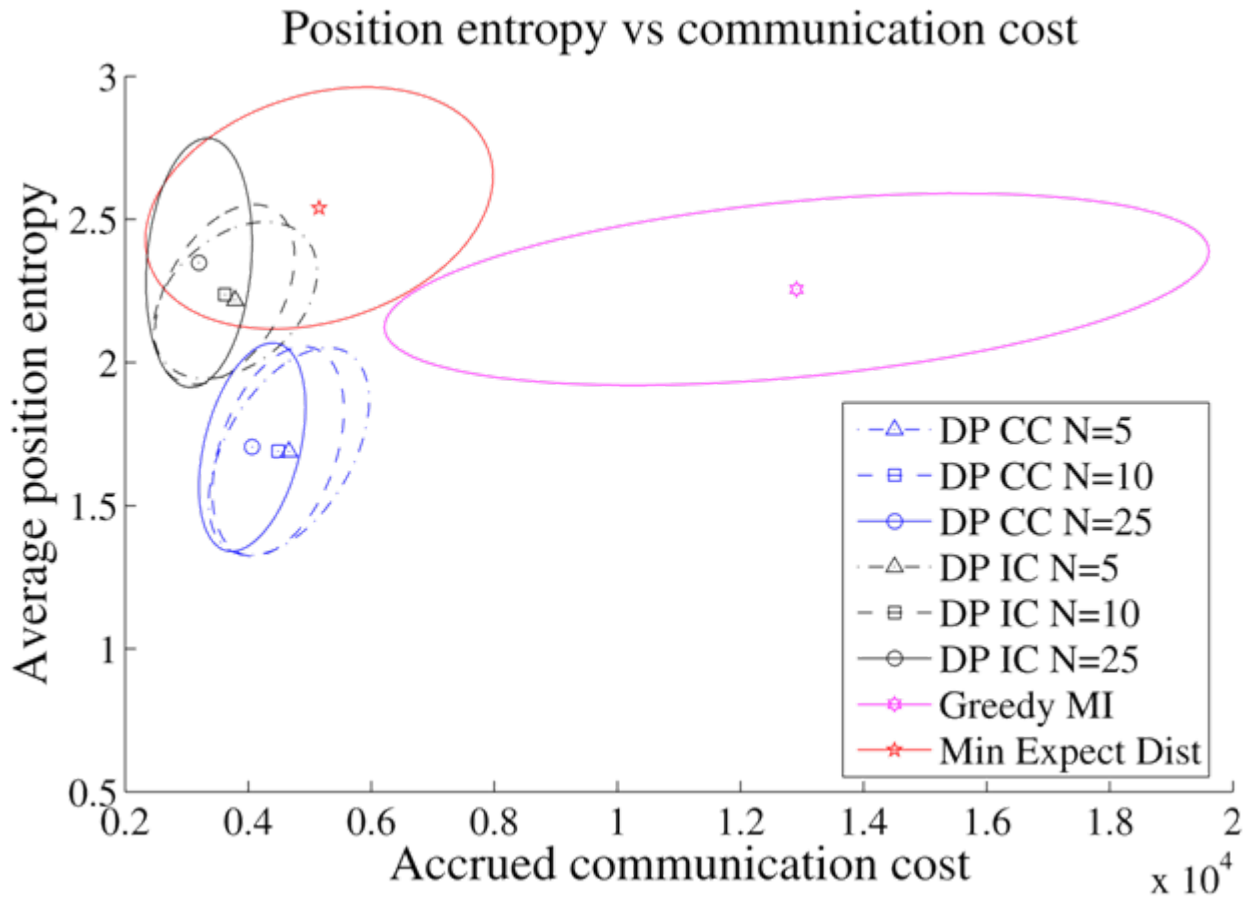 Position entropy vs communication cost
3
2.5
2
1.5
1
0.5
Average position entropy
DP CC N=5
DP CC N=10
DP CC N=25
DP IC N=5
DP IC N=10
DP IC N=25
Greedy MI
Min Expect Dist
0.2 0.4 0.6 0.8 1 1.2 1.4 1.6 1.8 2
Accrued communication cost
x 10⁴